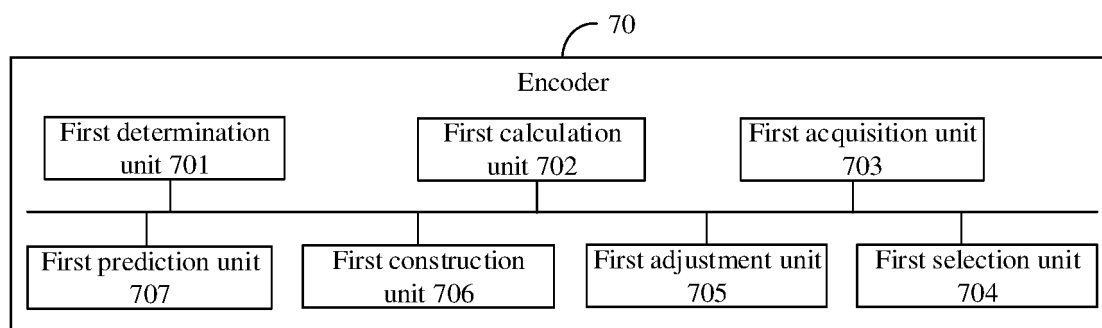 70
Encoder
First determination
unit 701
First calculation
unit 702
First acquisition unit
703
First prediction unit
707
First construction
unit 706
First adjustment unit
705
First selection unit
704